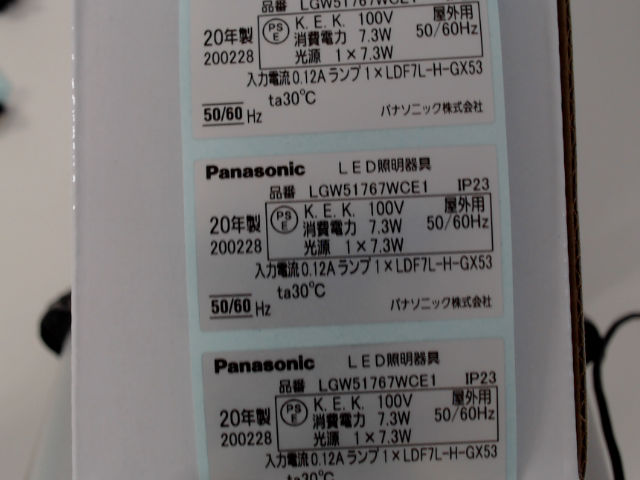 品番 LGW51767WCE1
20年製 PSE K.E.K. 100V 屋外用
200228 消費電力 7.3W 50/60Hz
光源 1×7.3W
入力電流0.12A ランプ1×LDF7L-H-GX53
ta30℃
50/60 Hz パナソニック株式会社
Panasonic LED照明器具
品番 LGW51767WCE1 IP23
20年製 PSE K.E.K. 100V 屋外用
200228 消費電力 7.3W 50/60Hz
光源 1×7.3W
入力電流0.12A ランプ1×LDF7L-H-GX53
ta30℃
50/60 Hz パナソニック株式会社
Panasonic LED照明器具
品番 LGW51767WCE1 IP23
20年製 PSE K.E.K. 100V 屋外用
200228 消費電力 7.3W 50/60Hz
光源 1×7.3W
入力電流0.12A ランプ1×LDF7L-H-GX53
ta30℃